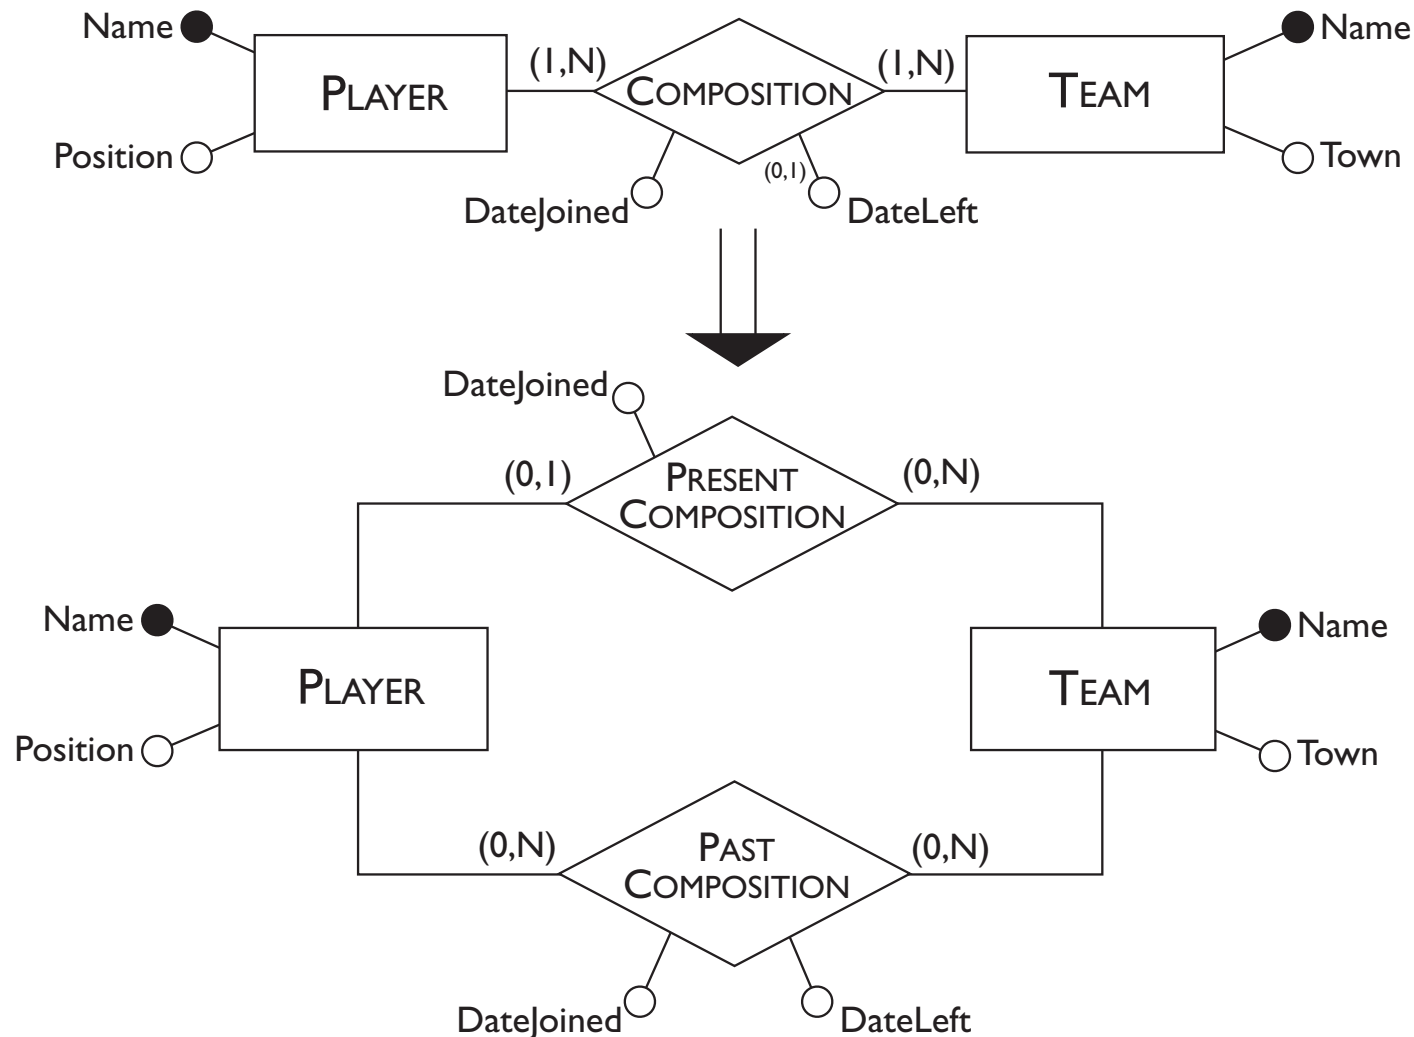 Name
Name
(1,N)
(1,N)
PLAYER
COMPOSITION
TEAM
Position
Town
(0,1)
DateJoined
DateLeft
DateJoined
(0,1)
PRESENT
COMPOSITION
(0,N)
Name
Name
PLAYER
TEAM
Position
Town
(0,N)
PAST
COMPOSITION
(0,N)
DateJoined
DateLeft